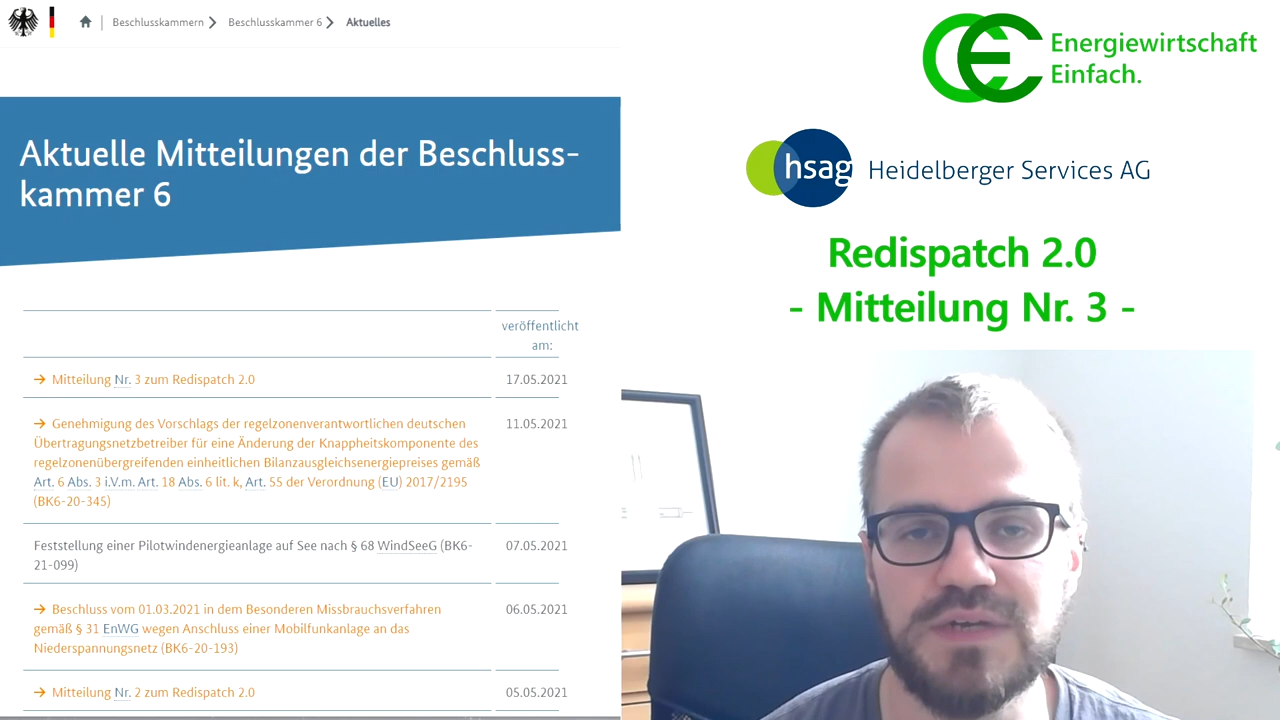 Beschlusskammern
Beschlusskammer 6
Aktuelles
Aktuelle Mitteilungen der Beschluss-
kammer 6
veröffentlicht
am:
Mitteilung Nr. 3 zum Redispatch 2.0
17.05.2021
Genehmigung des Vorschlags der regelzonenverantwortlichen deutschen
Übertragungsnetzbetreiber für eine Änderung der Knappheitskomponente des
regelzonenübergreifenden einheitlichen Bilanzausgleichsenergiepreises gemäß
Art. 6 Abs. 3 i.V.m. Art. 18 Abs. 6 lit. k, Art. 55 der Verordnung (EU) 2017/2195
(BK6-20-345)
11.05.2021
Feststellung einer Pilotwindenergieanlage auf See nach § 68 WindSeeG (BK6-
21-099)
07.05.2021
Beschluss vom 01.03.2021 in dem Besonderen Missbrauchsverfahren
gemäß § 31 EnWG wegen Anschluss einer Mobilfunkanlage an das
Niederspannungsnetz (BK6-20-193)
06.05.2021
Mitteilung Nr. 2 zum Redispatch 2.0
05.05.2021
Energiewirtschaft
Einfach.
hsag Heidelberger Services AG
Redispatch 2.0
- Mitteilung Nr. 3 -